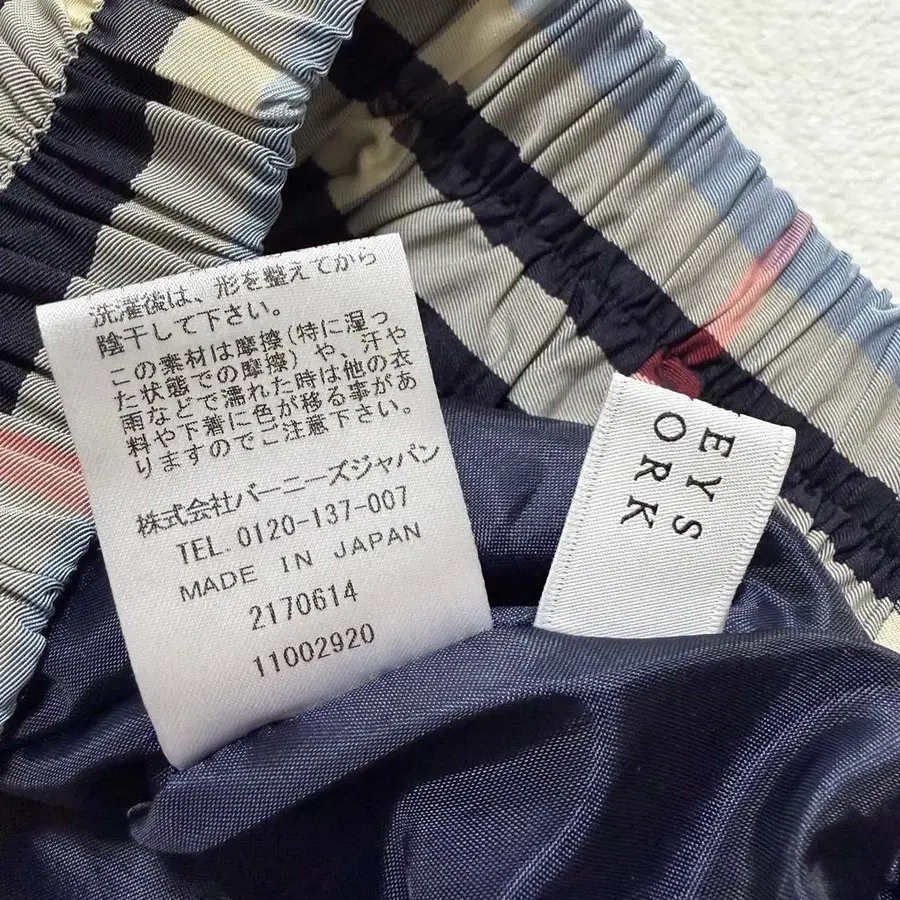 洗濯後は、形を整えてから
陰干して下さい。
この素材は摩擦(特に湿っ
た状態での摩擦)や、汗や
雨などで濡れた時は他の衣
料や下着に色が移る事があ
りますのでご注意下さい。
株式会社バーニーズジャパン
TEL.0120-137-007
MADE IN JAPAN
2170614
11002920
EYS
ORK